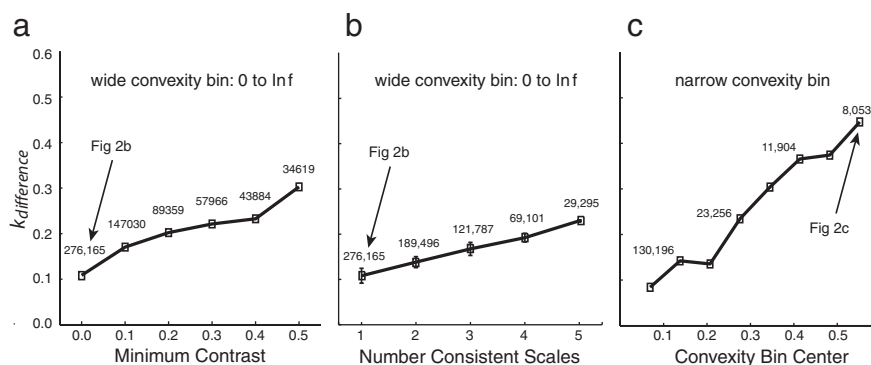 a
0.6
0.5
0.4
0.3
0.2
0.1
0.0
k difference
wide convexity bin: 0 to Inf
Fig 2b
276,165
147030
89359
57966
43884
34619
0.0 0.1 0.2 0.3 0.4 0.5
Minimum Contrast
b
wide convexity bin: 0 to Inf
Fig 2b
276,165
189,496
121,787
69,101
29,295
1 2 3 4 5
Number Consistent Scales
c
narrow convexity bin
130,196
23,256
11,904
8,053
Fig 2c
0.1 0.2 0.3 0.4 0.5
Convexity Bin Center